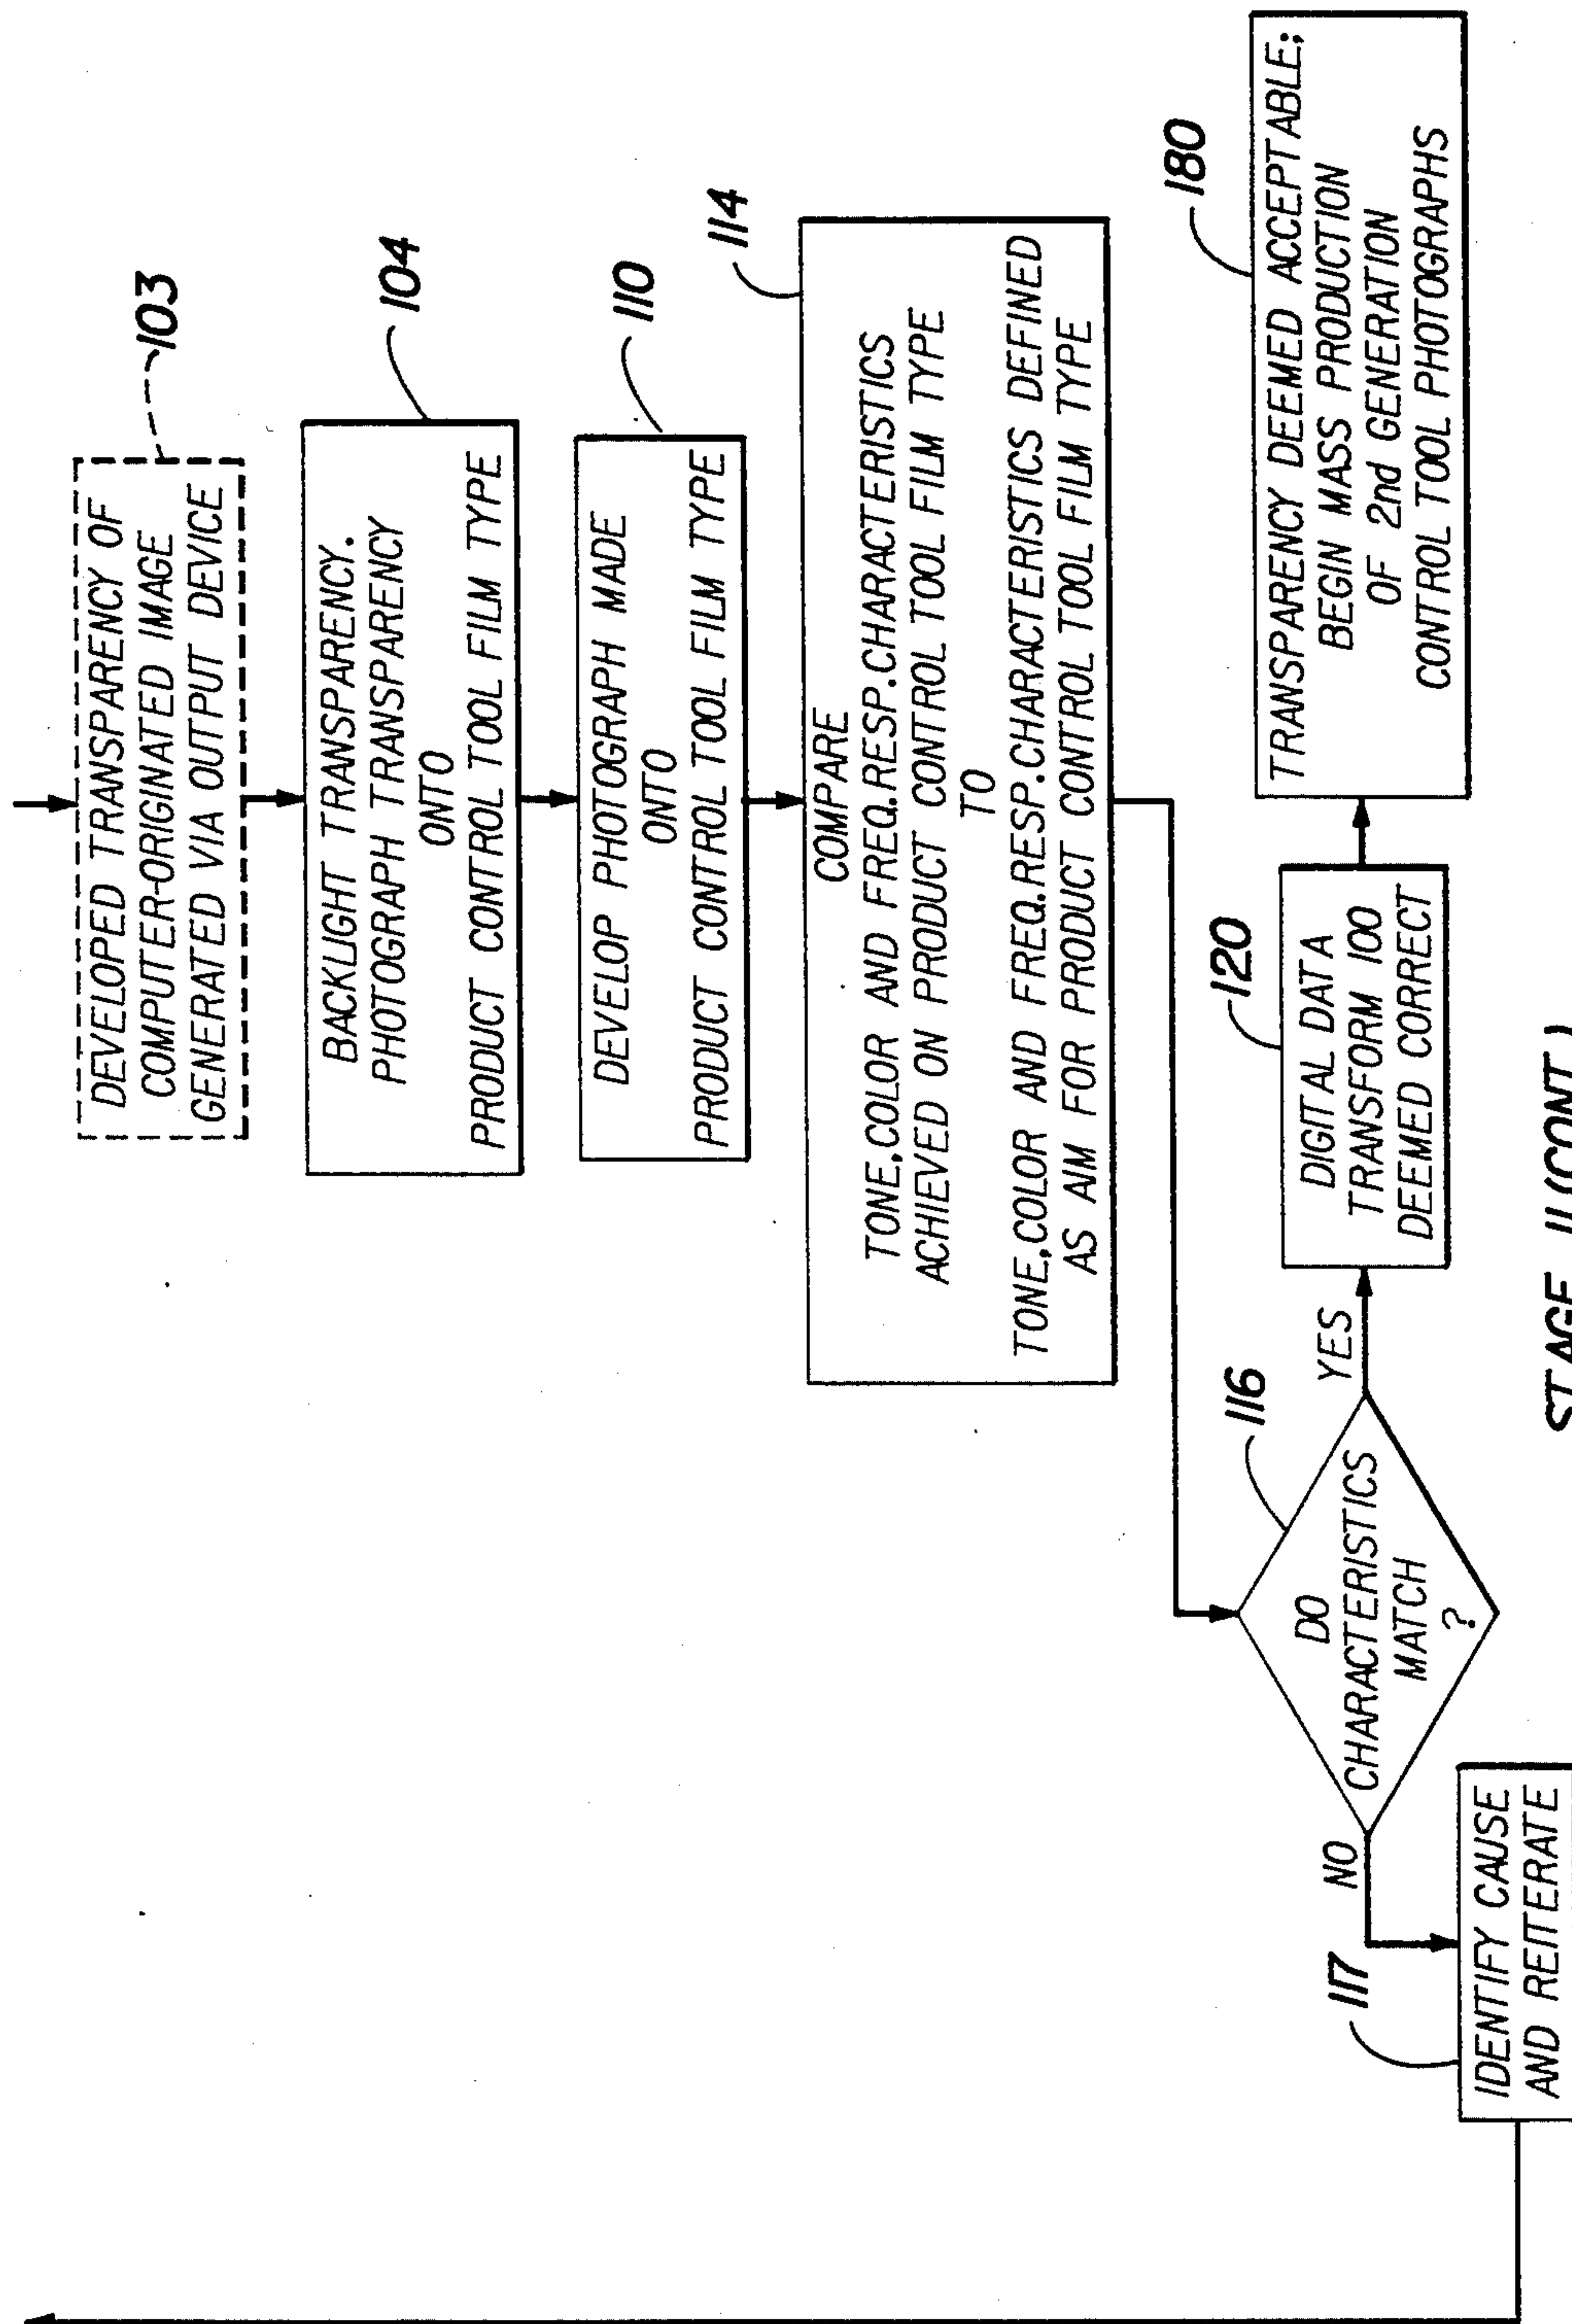 DEVELOPED TRANSPARENCY OF
COMPUTER-ORIGINATED IMAGE
GENERATED VIA OUTPUT DEVICE
103
BACKLIGHT TRANSPARENCY.
PHOTOGRAPH TRANSPARENCY
ONTO
PRODUCT CONTROL TOOL FILM TYPE
104
DEVELOP PHOTOGRAPH MADE
ONTO
PRODUCT CONTROL TOOL FILM TYPE
110
COMPARE
TONE,COLOR AND FREQ.RESP.CHARACTERISTICS
ACHIEVED ON PRODUCT CONTROL TOOL FILM TYPE
TO
TONE,COLOR AND FREQ.RESP.CHARACTERISTICS DEFINED
AS AIM FOR PRODUCT CONTROL TOOL FILM TYPE
114
DO
CHARACTERISTICS
MATCH
?
116
YES
NO
DIGITAL DATA
TRANSFORM 100
DEEMED CORRECT
120
TRANSPARENCY DEEMED ACCEPTABLE;
BEGIN MASS PRODUCTION
OF 2nd GENERATION
CONTROL TOOL PHOTOGRAPHS
180
117
IDENTIFY CAUSE
AND REITERATE
STAGE II (CONT.)